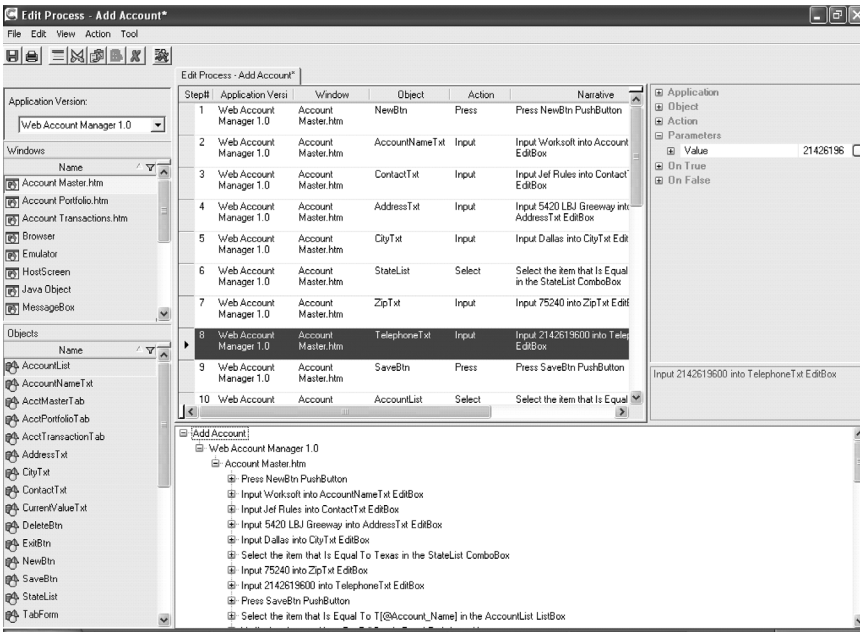 Edit Process - Add Account*
File Edit View Action Tool
Edit Process - Add Account*
Application Version:
Web Account Manager 1.0
Windows
Name
Account Master.htm
Account Portfolio.htm
Account Transactions.htm
Browser
Emulator
HostScreen
Java Object
MessageBox
Objects
Name
AccountList
AccountNameTxt
AcctMasterTab
AcctPortfolioTab
AcctTransactionTab
AddressTxt
CityTxt
ContactTxt
CurrentValueTxt
DeleteBtn
ExitBtn
NewBtn
SaveBtn
StateList
TabForm
Step# Application Versi Window Object Action Narrative
1 Web Account Account NewBtn Press Press NewBtn PushButton
Manager 1.0 Master.htm
2 Web Account Account AccountNameTxt Input Input Worksoft into Account
Manager 1.0 Master.htm EditBox
3 Web Account Account ContactTxt Input Input Jef Rules into Contact
Manager 1.0 Master.htm EditBox
4 Web Account Account AddressTxt Input Input 5420 LBJ Greeway into
Manager 1.0 Master.htm AddressTxt EditBox
5 Web Account Account CityTxt Input Input Dallas into CityTxt Edit
Manager 1.0 Master.htm
6 Web Account Account StateList Select Select the item that Is Equal
Manager 1.0 Master.htm in the StateList ComboBox
7 Web Account Account ZipTxt Input Input 75240 into ZipTxt Edit
Manager 1.0 Master.htm
8 Web Account Account TelephoneTxt Input Input 2142619600 into Telep
Manager 1.0 Master.htm EditBox
9 Web Account Account SaveBtn Press Press SaveBtn PushButton
Manager 1.0 Master.htm
10 Web Account Account AccountList Select Select the item that Is Equal
Application
Object
Action
Parameters
Value 21426196
On True
On False
Input 2142619600 into TelephoneTxt EditBox
Add Account
Web Account Manager 1.0
Account Master.htm
Press NewBtn PushButton
Input Worksoft into AccountNameTxt EditBox
Input Jef Rules into ContactTxt EditBox
Input 5420 LBJ Greeway into AddressTxt EditBox
Input Dallas into CityTxt EditBox
Select the item that Is Equal To Texas in the StateList ComboBox
Input 75240 into ZipTxt EditBox
Input 2142619600 into TelephoneTxt EditBox
Press SaveBtn PushButton
Select the item that Is Equal To T[@Account_Name] in the AccountList ListBox